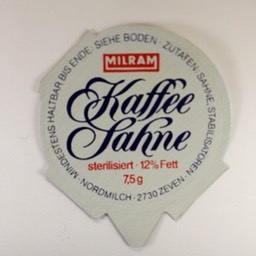 MINDESTENS HALTBAR BIS ENDE · SIEHE BODEN · ZUTATEN: SAHNE, STABILISATOREN · NORDMILCH · 2730 ZEVEN ·
MILRAM
Kaffee
Sahne
sterilisiert · 12% Fett
7,5 g